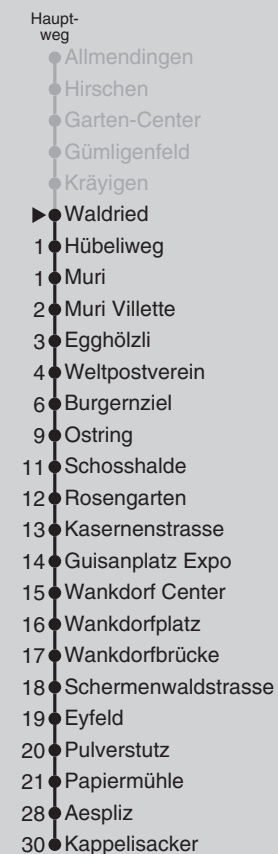 Haupt-
weg
Allmendingen
Hirschen
Garten-Center
Gümligenfeld
Kräyigen
Waldried
1 Hübeliweg
1 Muri
2 Muri Villette
3 Egghölzli
4 Weltpostverein
6 Burgernziel
9 Ostring
11 Schosshalde
12 Rosengarten
13 Kasernenstrasse
14 Guisanplatz Expo
15 Wankdorf Center
16 Wankdorfplatz
17 Wankdorfbrücke
18 Schermenwaldstrasse
19 Eyfeld
20 Pulverstutz
21 Papiermühle
28 Aespliz
30 Kappelisacker